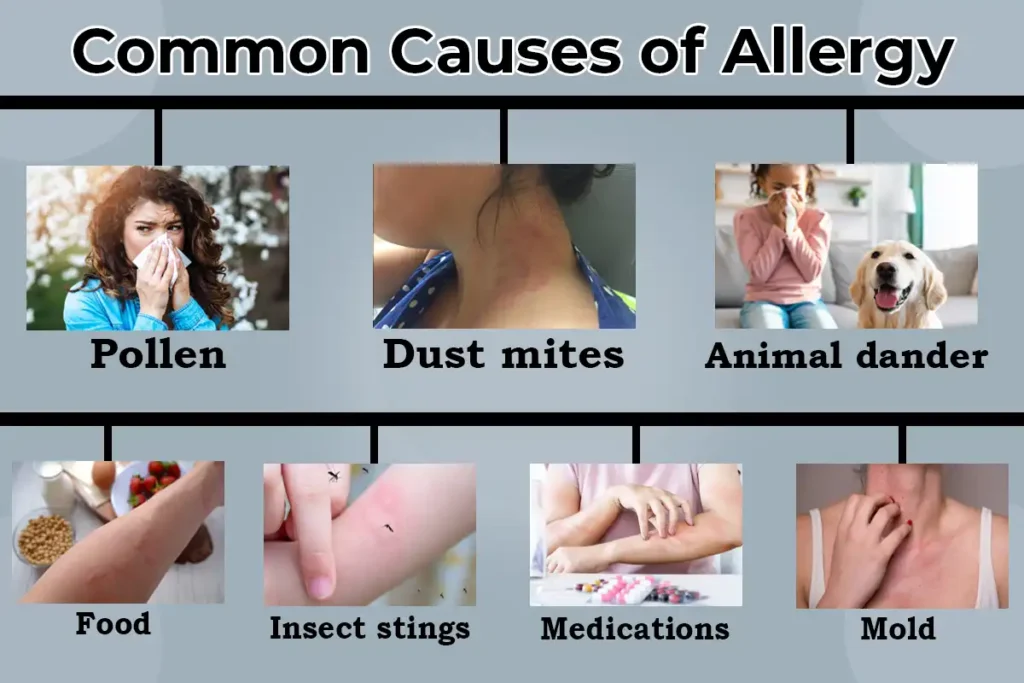 Common Causes of Allergy
Pollen
Dust mites
Animal dander
Food
Insect stings
Medications
Mold